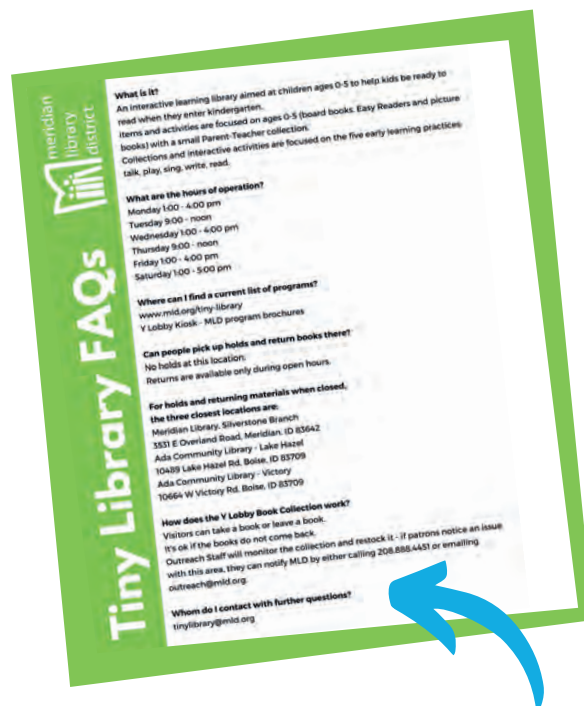 meridian
library
district
Tiny Library FAQs
What is it?
An interactive learning library aimed at children ages 0-5 to help kids be ready to
read when they enter kindergarten.
Items and activities are focused on ages 0-5 (board books. Easy Readers and picture
books) with a small Parent-Teacher collection.
Collections and interactive activities are focused on the five early learning practices:
talk, play, sing, write, read.
What are the hours of operation?
Monday 1:00 - 4:00 pm
Tuesday 9:00 - noon
Wednesday 1:00 - 4:00 pm
Thursday 9:00 - noon
Friday 1:00 - 4:00 pm
Saturday 1:00 - 5:00 pm
Where can I find a current list of programs?
www.mld.org/tiny-library
Y Lobby Kiosk - MLD program brochures
Can people pick up holds and return books there?
No holds at this location.
Returns are available only during open hours.
For holds and returning materials when closed,
the three closest locations are:
Meridian Library, Silverstone Branch
3531 E Overland Road, Meridian, ID 83642
Ada Community Library - Lake Hazel
10489 Lake Hazel Rd, Boise, ID 83709
Ada Community Library - Victory
10664 W Victory Rd, Boise, ID 83709
How does the Y Lobby Book Collection work?
Visitors can take a book or leave a book.
It's ok if the books do not come back.
Outreach Staff will monitor the collection and restock it - if patrons notice an issue
with this area, they can notify MLD by either calling 208.888.4451 or emailing
outreach@mld.org.
Whom do I contact with further questions?
tinylibrary@mld.org